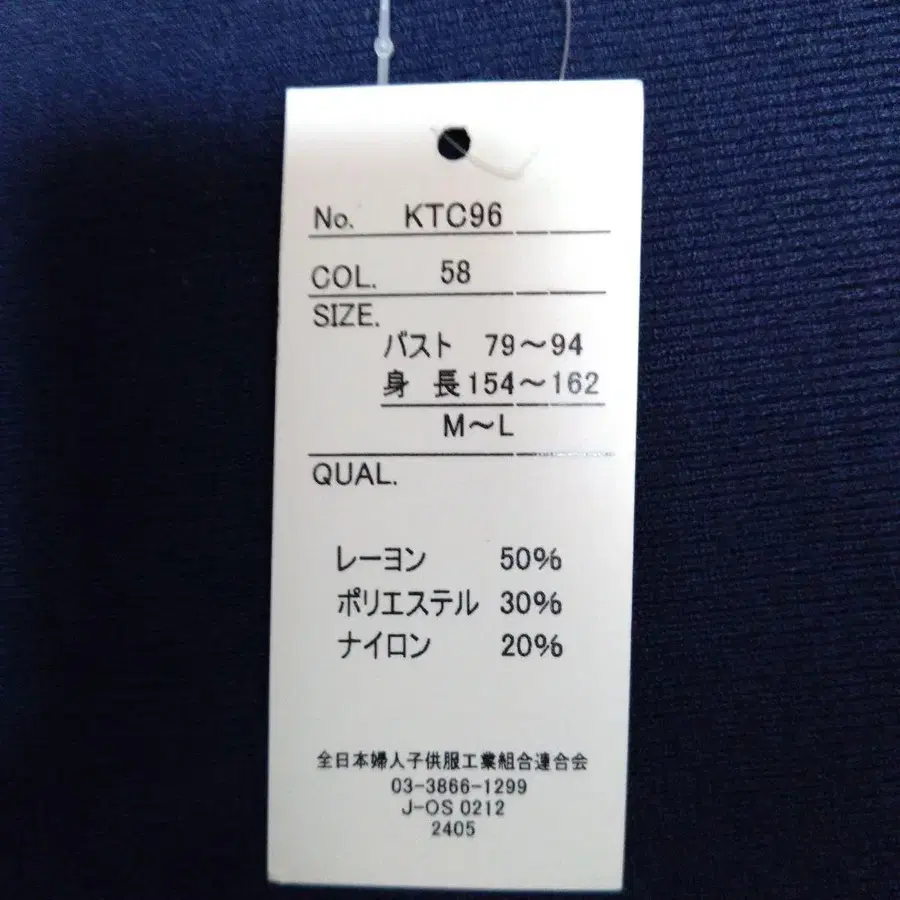 No. KTC96
COL. 58
SIZE.
バスト 79〜94
身 長 154〜162
M〜L
QUAL.
レーヨン 50%
ポリエステル 30%
ナイロン 20%
全日本婦人子供服工業組合連合会
03-3866-1299
J-OS 0212
2405